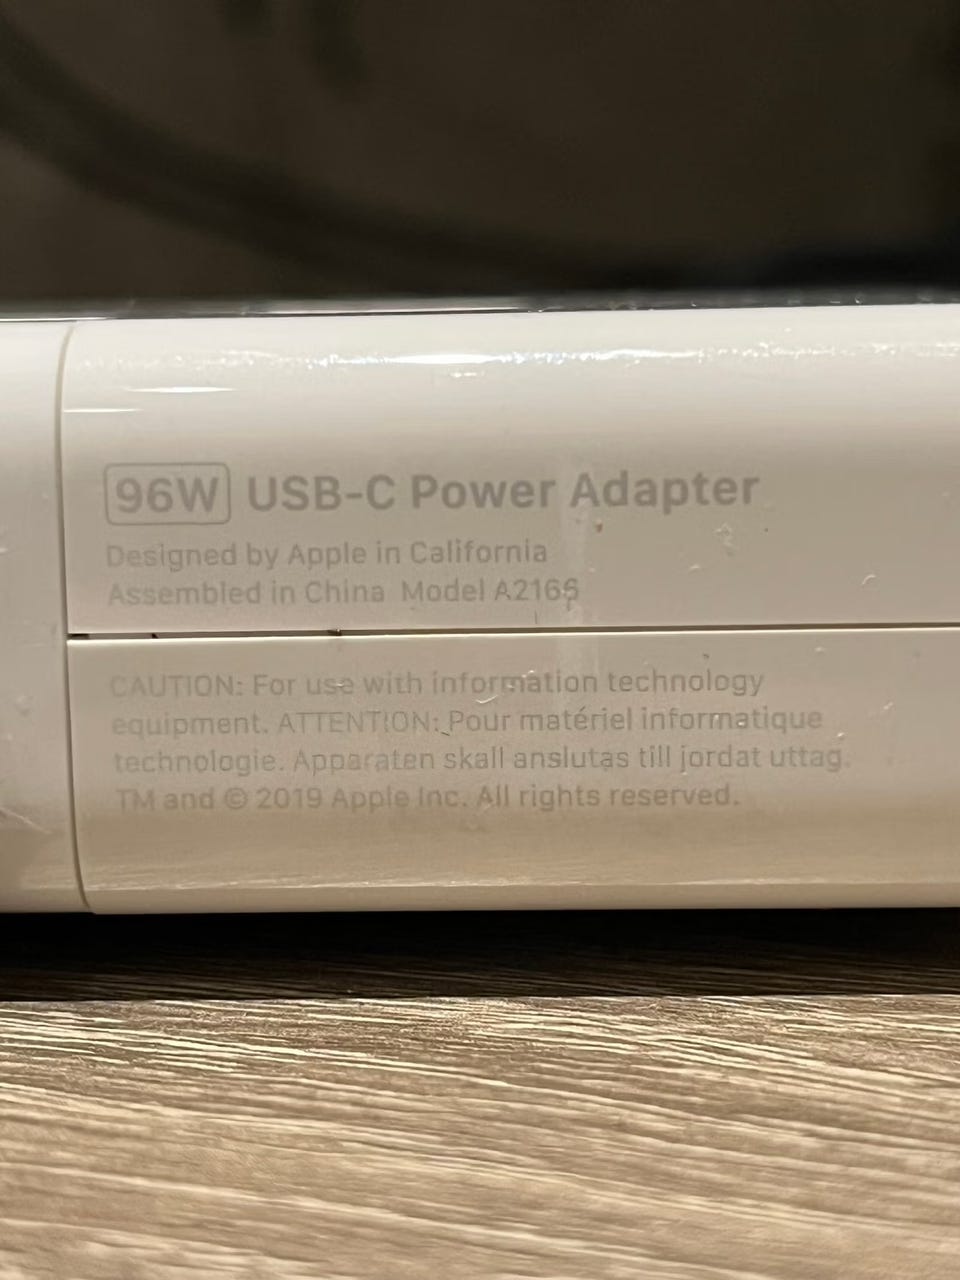 96W USB-C Power Adapter
Designed by Apple in California
Assembled in China Model A2166
CAUTION: For use with information technology
equipment. ATTENTION: Pour matériel informatique
technologie. Apparaten skall anslutas till jordat uttag.
TM and © 2019 Apple Inc. All rights reserved.